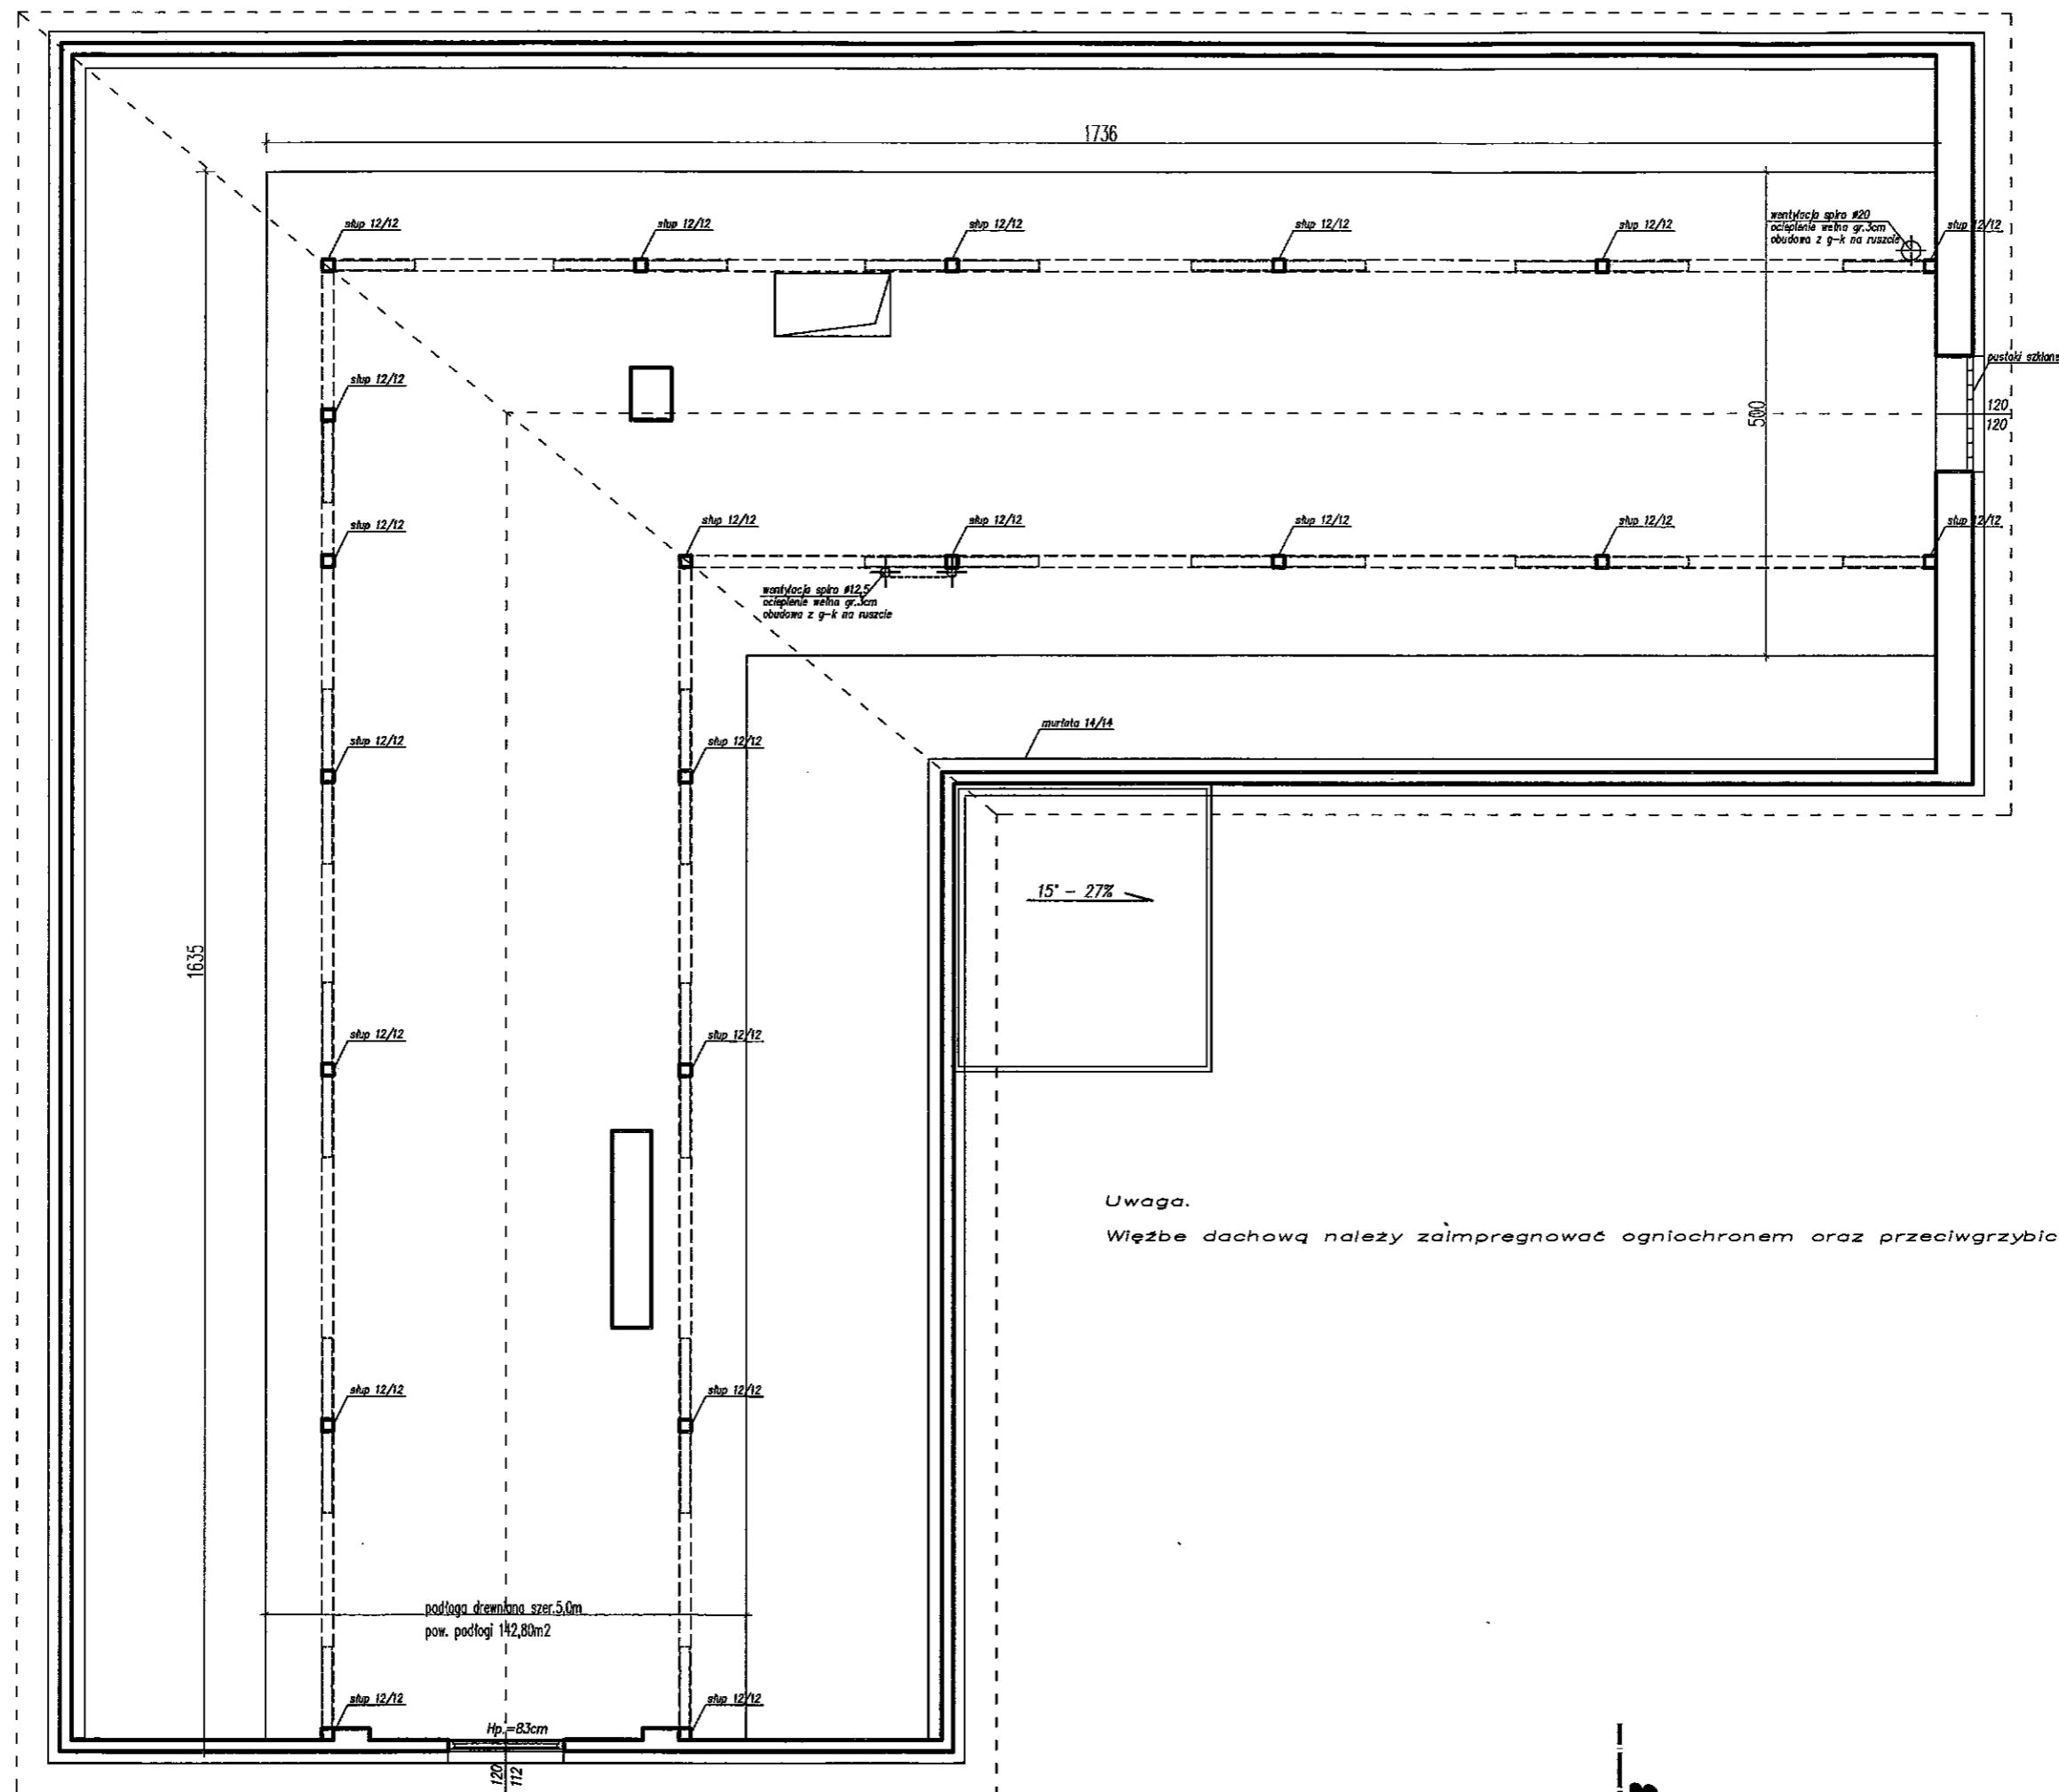 1736
słup 12/12
słup 12/12
słup 12/12
słup 12/12
słup 12/12
wentylacja spiro #20
ocieplenie wełna gr.3cm
obudowa z g-k na ruszcie
słup 12/12
słup 12/12
pustaki szklane
120
120
500
słup 12/12
słup 12/12
słup 12/12
słup 12/12
słup 12/12
słup 12/12
wentylacja spiro #12,5
ocieplenie wełna gr.3cm
obudowa z g-k na ruszcie
murłata 14/14
słup 12/12
słup 12/12
15° - 27%
1635
słup 12/12
słup 12/12
Uwaga.
Więźbe dachową należy zaimpregnować ogniochronem oraz przeciwgrzybic
słup 12/12
słup 12/12
podłoga drewniana szer.5,0m
pow. podłogi 142,80m2
słup 12/12
słup 12/12
Hp.=83cm
120
112